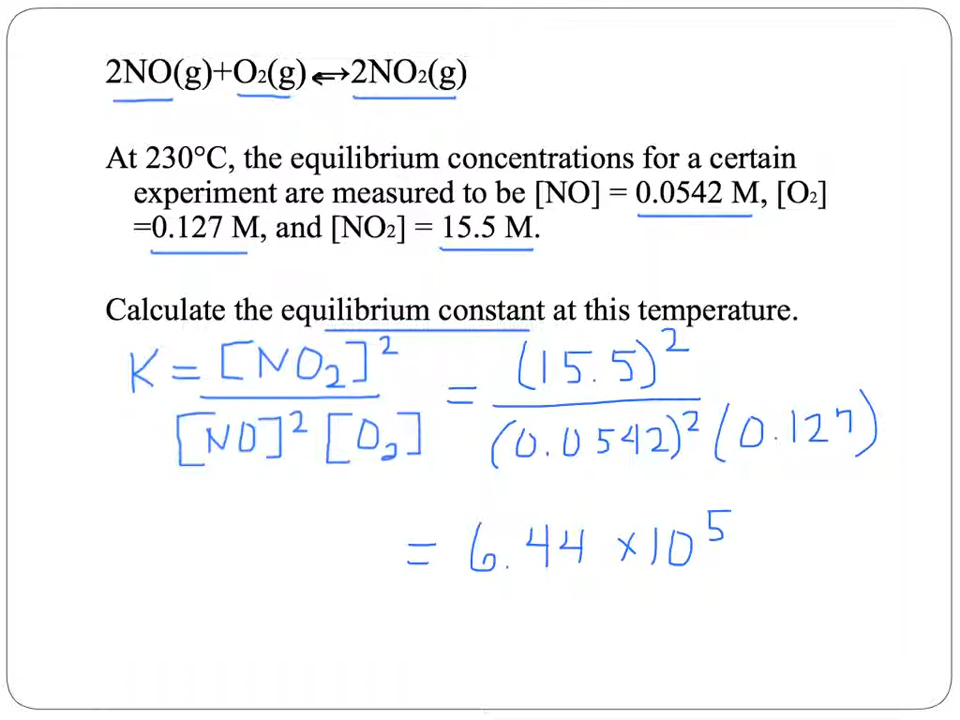 2NO(g)+O₂(g)⟷2NO₂(g)
At 230°C, the equilibrium concentrations for a certain
experiment are measured to be [NO] = 0.0542 M, [O₂]
=0.127 M, and [NO₂] = 15.5 M.
Calculate the equilibrium constant at this temperature.
K = [NO₂]² / [NO]² [O₂] = (15.5)² / (0.0542)² (0.127)
= 6.44 × 10⁵